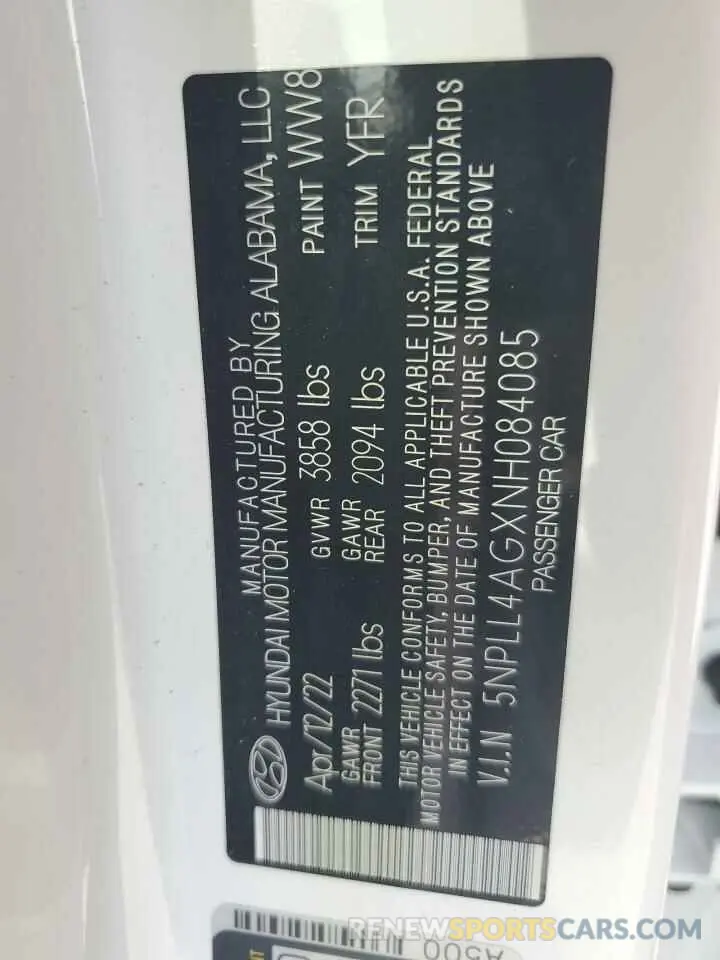 MANUFACTURED BY
HYUNDAI MOTOR MANUFACTURING ALABAMA, LLC
Apr/12/22 GVWR 3858 lbs PAINT WW8
GAWR FRONT 2271 lbs GAWR REAR 2094 lbs TRIM YFR
THIS VEHICLE CONFORMS TO ALL APPLICABLE U.S.A. FEDERAL
MOTOR VEHICLE SAFETY, BUMPER, AND THEFT PREVENTION STANDARDS
IN EFFECT ON THE DATE OF MANUFACTURE SHOWN ABOVE
V.I.N 5NPLL4AGXNH084085
PASSENGER CAR
A500
RENEWSPORTSCARS.COM